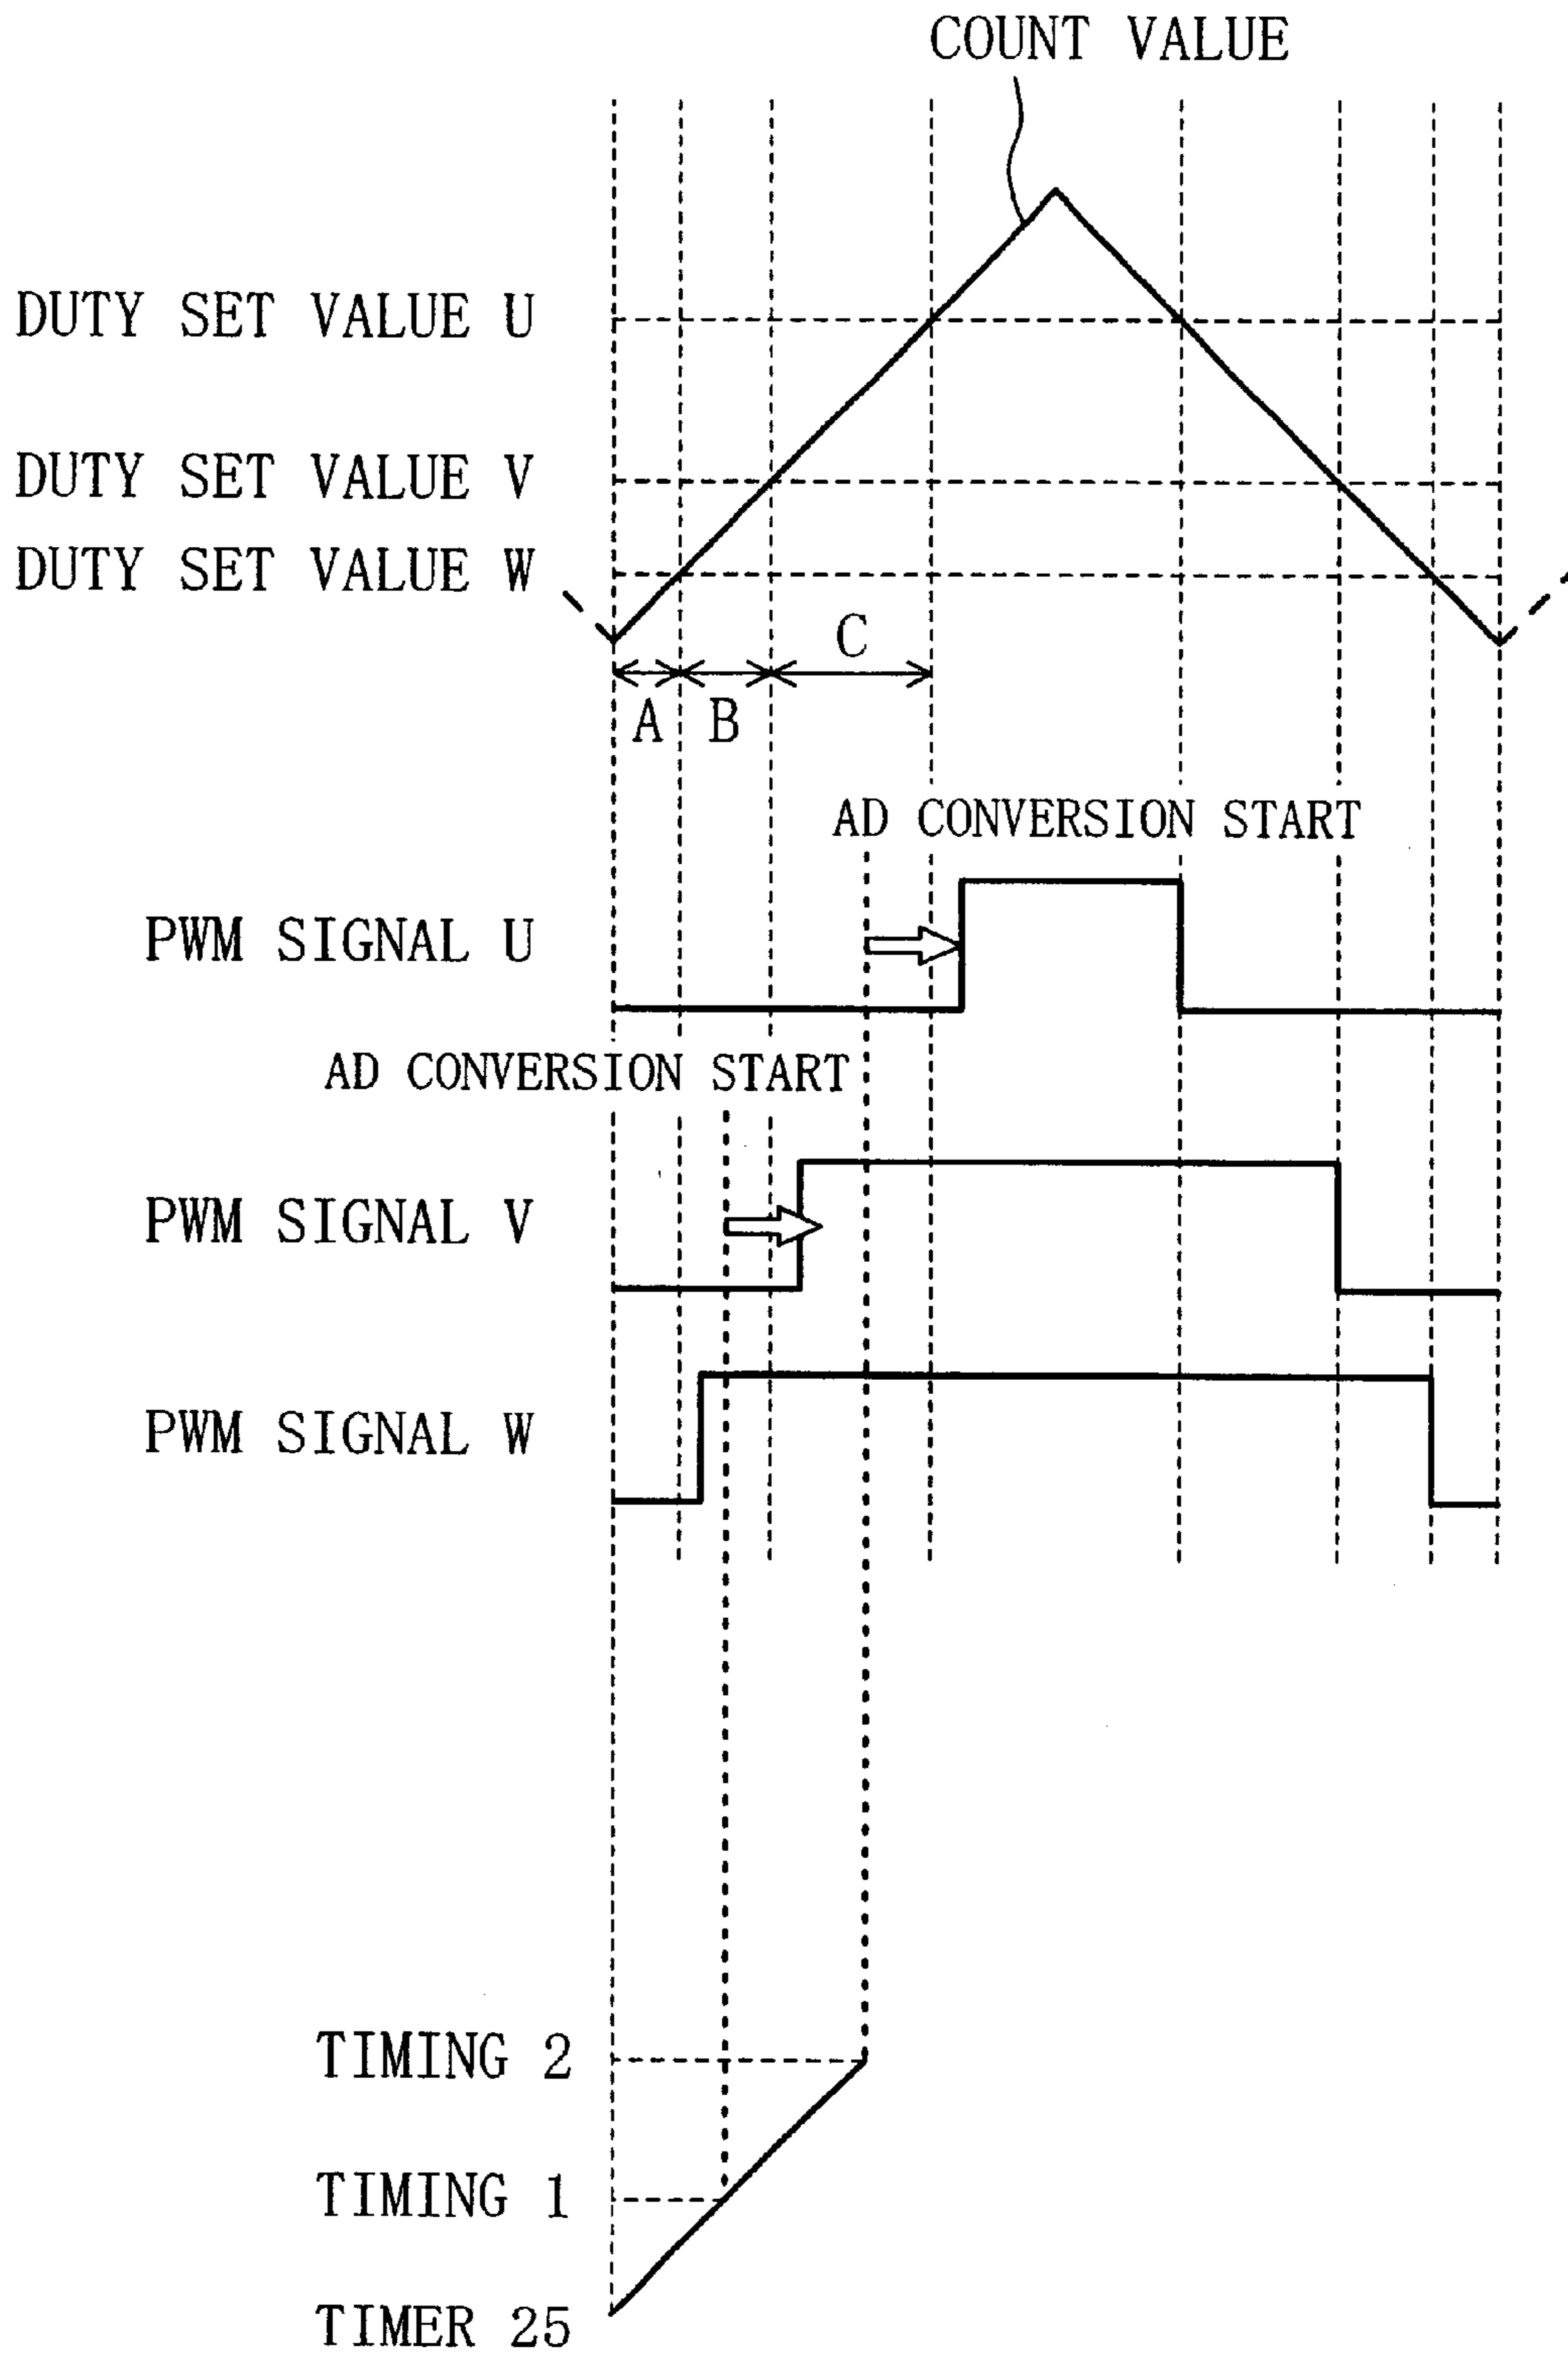 COUNT VALUE
DUTY SET VALUE U
DUTY SET VALUE V
DUTY SET VALUE W
C
A
B
AD CONVERSION START
PWM SIGNAL U
AD CONVERSION START
PWM SIGNAL V
PWM SIGNAL W
TIMING 2
TIMING 1
TIMER 25